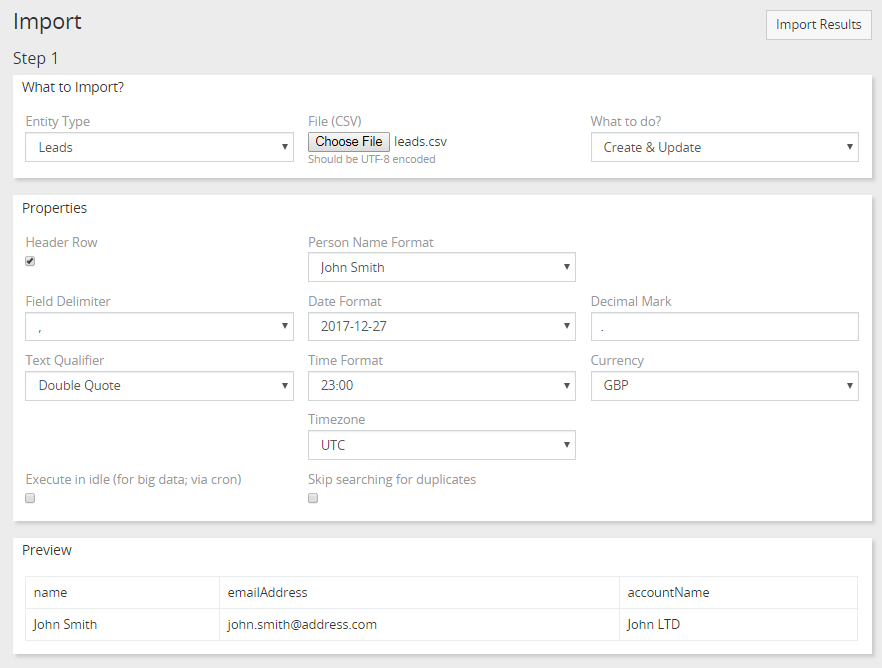 Import
Import Results
Step 1
What to Import?
Entity Type
File (CSV)
What to do?
Leads
Choose File leads.csv
Create & Update
Should be UTF-8 encoded
Properties
Header Row
Person Name Format
John Smith
Field Delimiter
Date Format
Decimal Mark
,
2017-12-27
.
Text Qualifier
Time Format
Currency
Double Quote
23:00
GBP
Timezone
UTC
Execute in idle (for big data; via cron)
Skip searching for duplicates
Preview
name emailAddress accountName
John Smith john.smith@address.com John LTD